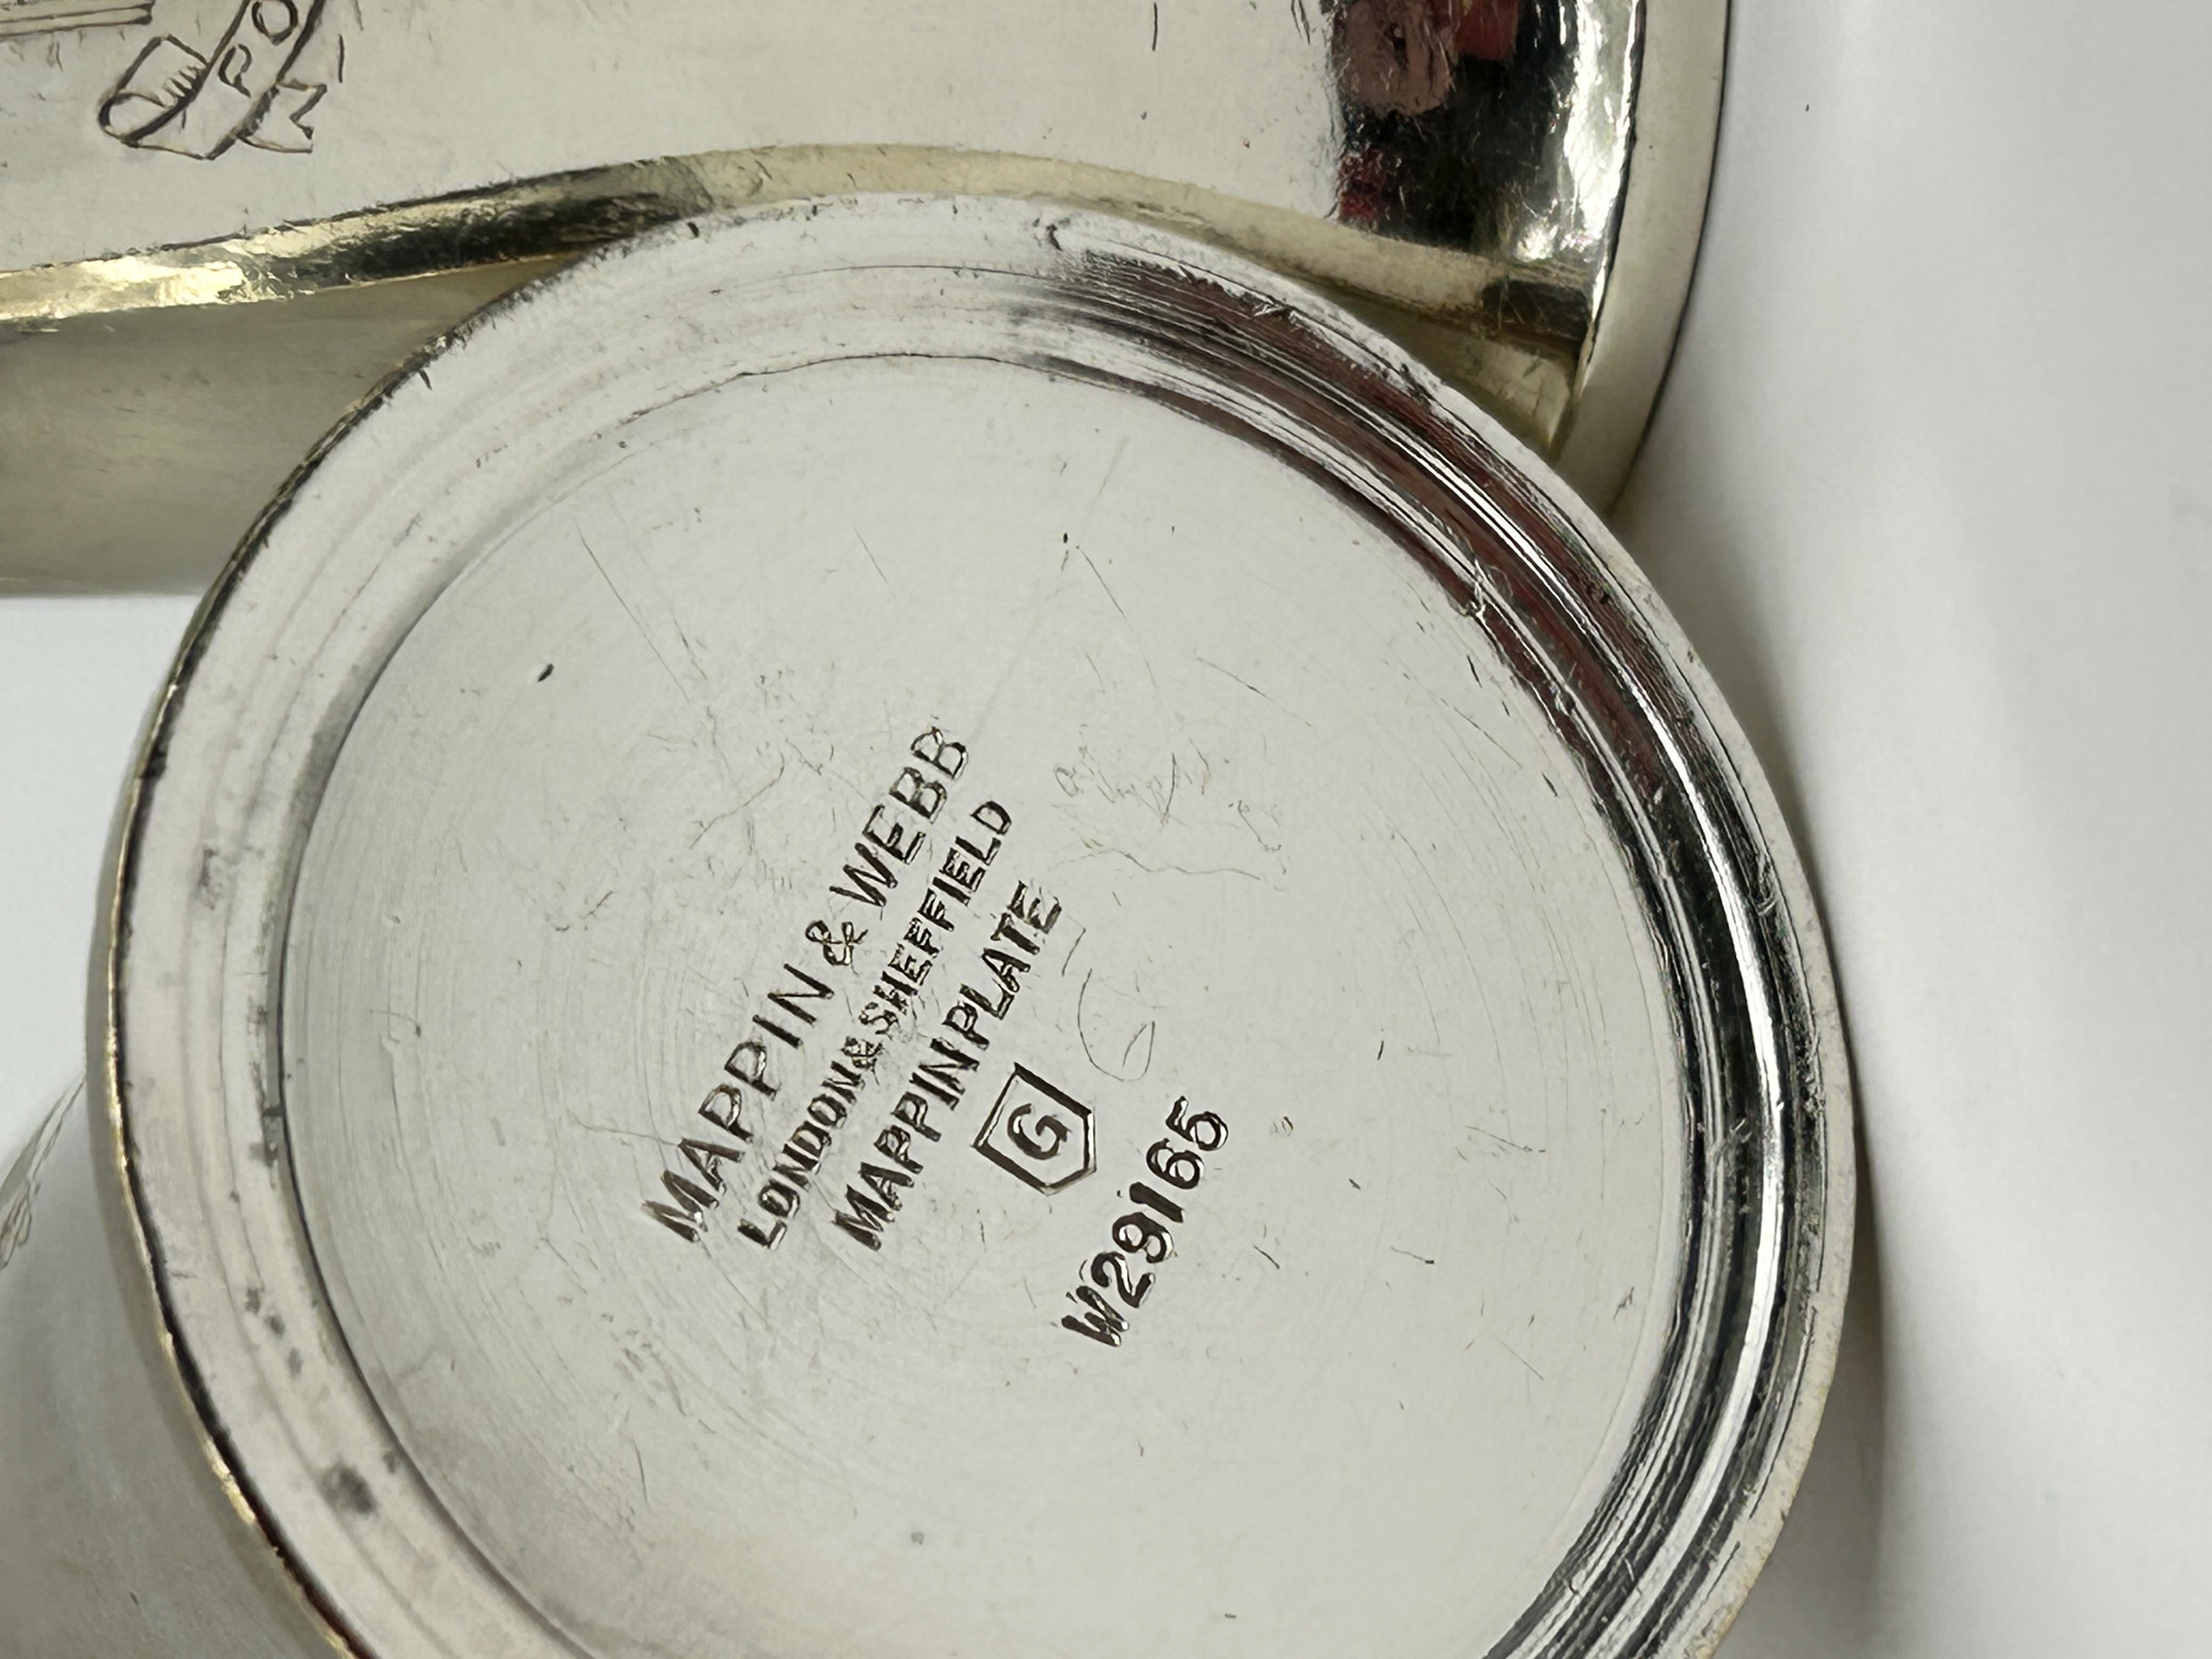 MAPPIN & WEBB
LONDON & SHEFFIELD
MAPPIN PLATE
G
W29165